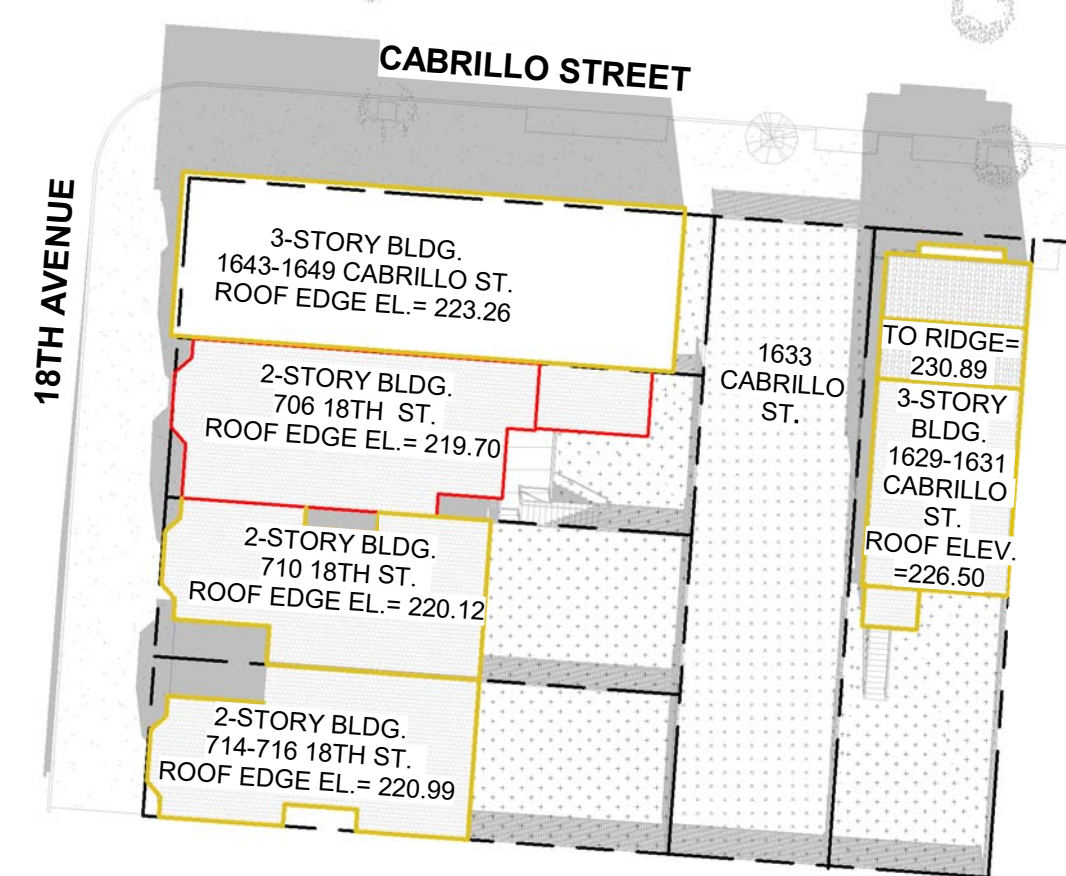 CABRILLO STREET
18TH AVENUE
3-STORY BLDG.
1643-1649 CABRILLO ST.
ROOF EDGE EL.= 223.26
2-STORY BLDG.
706 18TH ST.
ROOF EDGE EL.= 219.70
2-STORY BLDG.
710 18TH ST.
ROOF EDGE EL.= 220.12
2-STORY BLDG.
714-716 18TH ST.
ROOF EDGE EL.= 220.99
1633
CABRILLO
ST.
TO RIDGE=
230.89
3-STORY
BLDG.
1629-1631
CABRILLO
ST.
ROOF ELEV.
=226.50